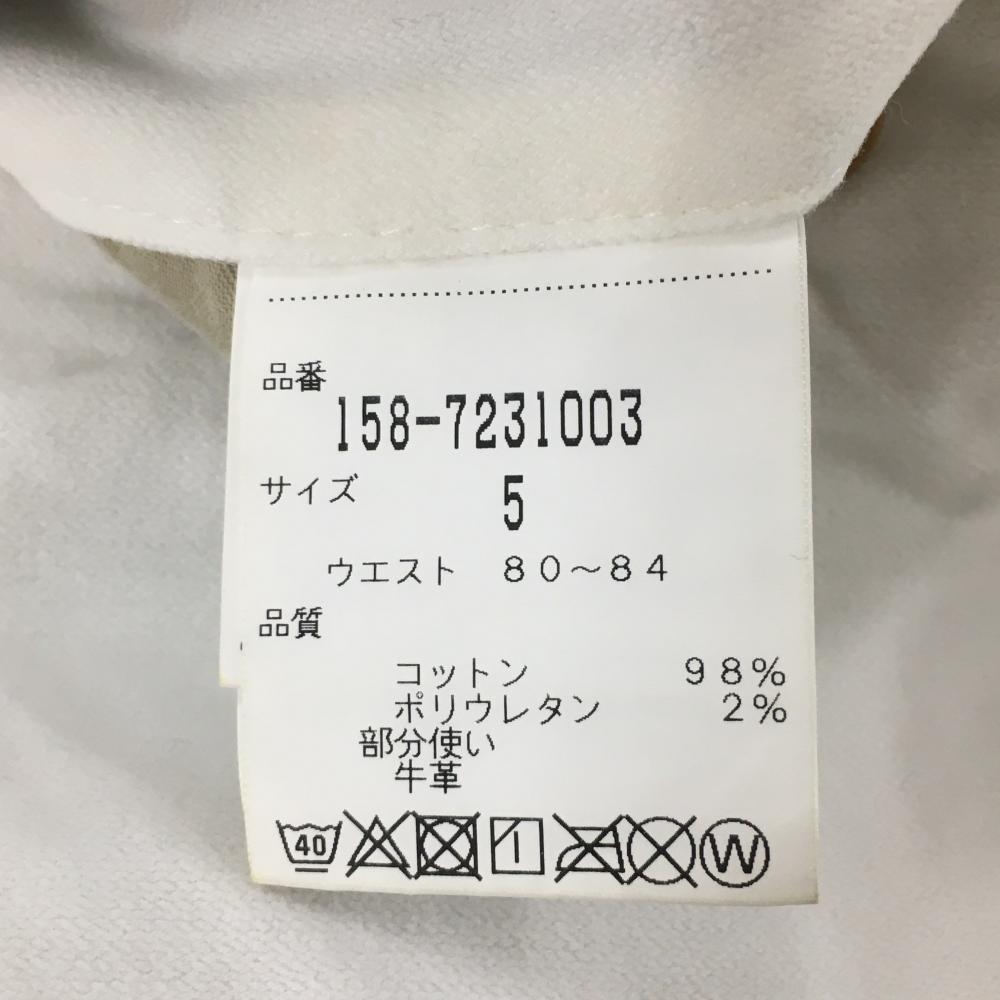 品番
158-7231003
サイズ 5
ウエスト ８０～８４
品質
コットン ９８%
ポリウレタン ２%
部分使い
牛革
40 W